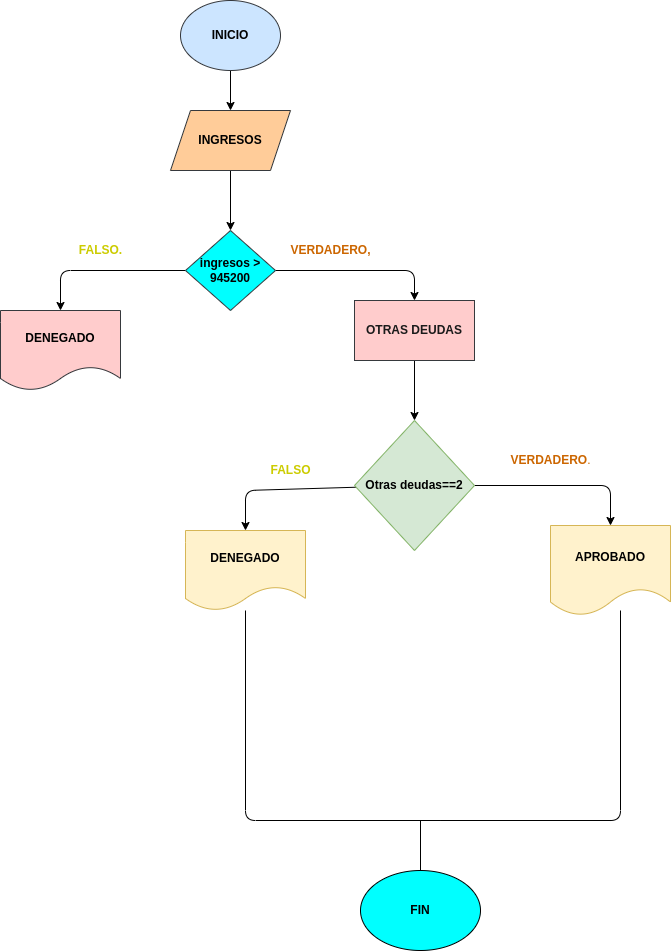 INICIO
INGRESOS
FALSO.
VERDADERO,
ingresos >
945200
DENEGADO
OTRAS DEUDAS
FALSO
VERDADERO.
Otras deudas==2
DENEGADO
APROBADO
FIN